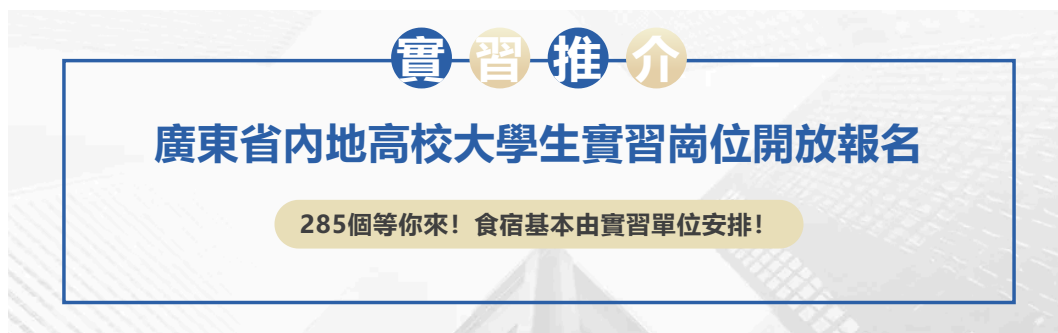 實習推介
廣東省內地高校大學生實習崗位開放報名
285個等你來！食宿基本由實習單位安排！